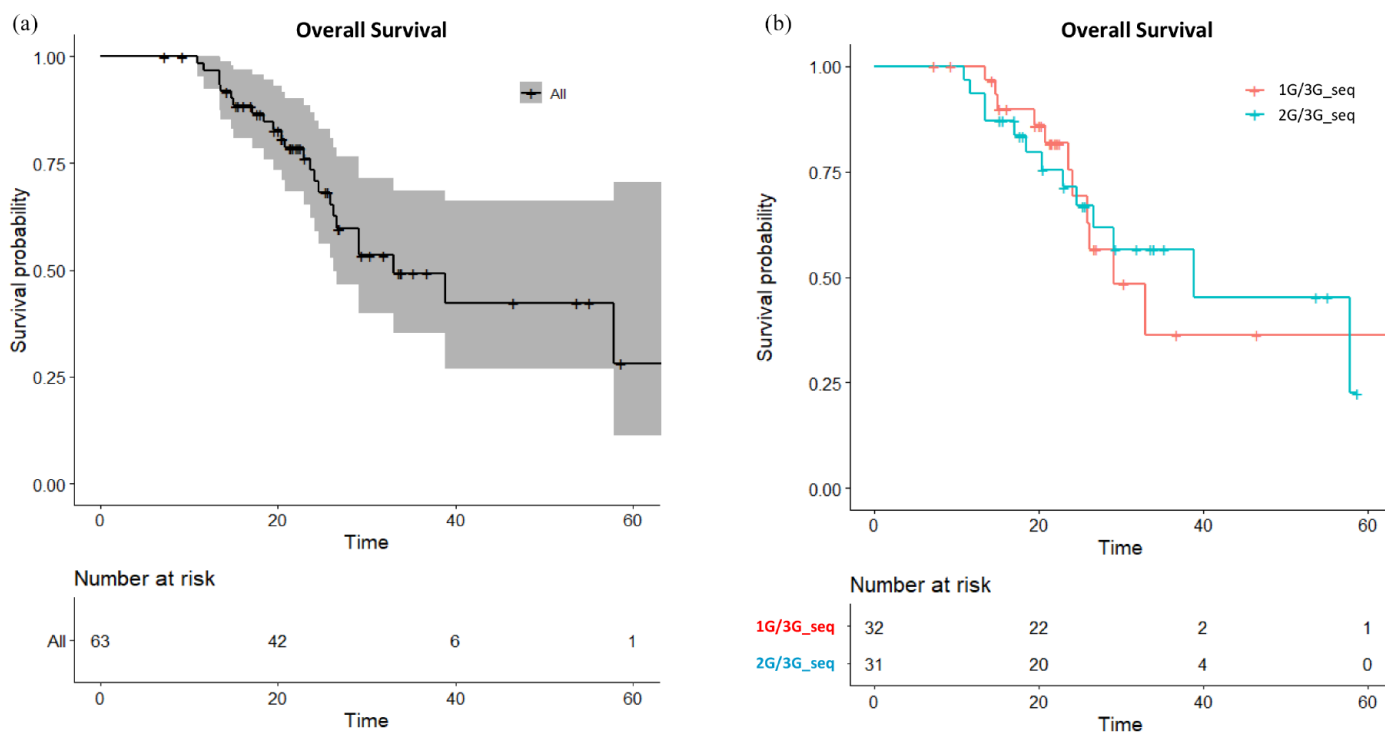 (a)
Overall Survival
1.00
0.75
0.50
0.25
0.00
Survival probability
All
0 20 40 60
Time
Number at risk
All 63 42 6 1
0 20 40 60
Time
(b)
Overall Survival
1.00
0.75
0.50
0.25
0.00
Survival probability
1G/3G_seq
2G/3G_seq
0 20 40 60
Time
Number at risk
1G/3G_seq 32 22 2 1
2G/3G_seq 31 20 4 0
0 20 40 60
Time